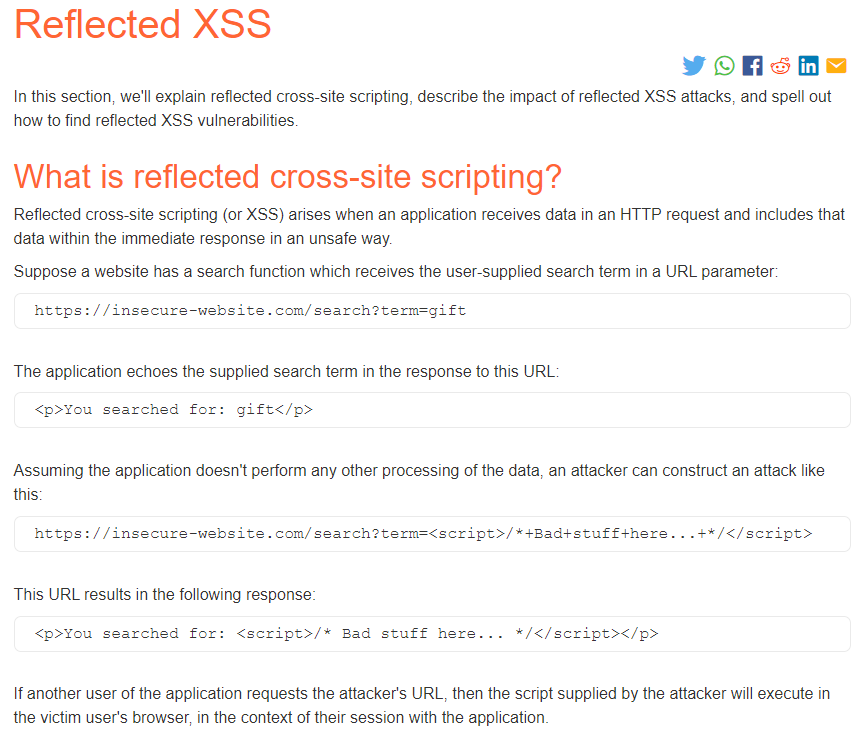 Reflected XSS
In this section, we'll explain reflected cross-site scripting, describe the impact of reflected XSS attacks, and spell out
how to find reflected XSS vulnerabilities.
What is reflected cross-site scripting?
Reflected cross-site scripting (or XSS) arises when an application receives data in an HTTP request and includes that
data within the immediate response in an unsafe way.
Suppose a website has a search function which receives the user-supplied search term in a URL parameter:
https://insecure-website.com/search?term=gift
The application echoes the supplied search term in the response to this URL:
<p>You searched for: gift</p>
Assuming the application doesn't perform any other processing of the data, an attacker can construct an attack like
this:
https://insecure-website.com/search?term=<script>/*+Bad+stuff+here...+*/</script>
This URL results in the following response:
<p>You searched for: <script>/* Bad stuff here... */</script></p>
If another user of the application requests the attacker's URL, then the script supplied by the attacker will execute in
the victim user's browser, in the context of their session with the application.